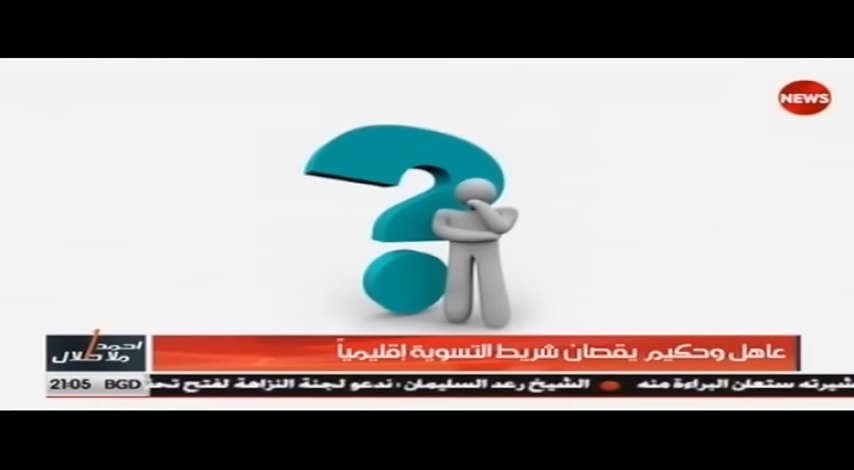 NEWS
عاهل وحكيم يقصان شريط التسوية إقليمياً
احمد
ملا طلال
شيرته ستعلن البراءة منه • الشيخ رعد السليمان : ندعو لجنة النزاهة لفتح تحـ
21:05 BGD